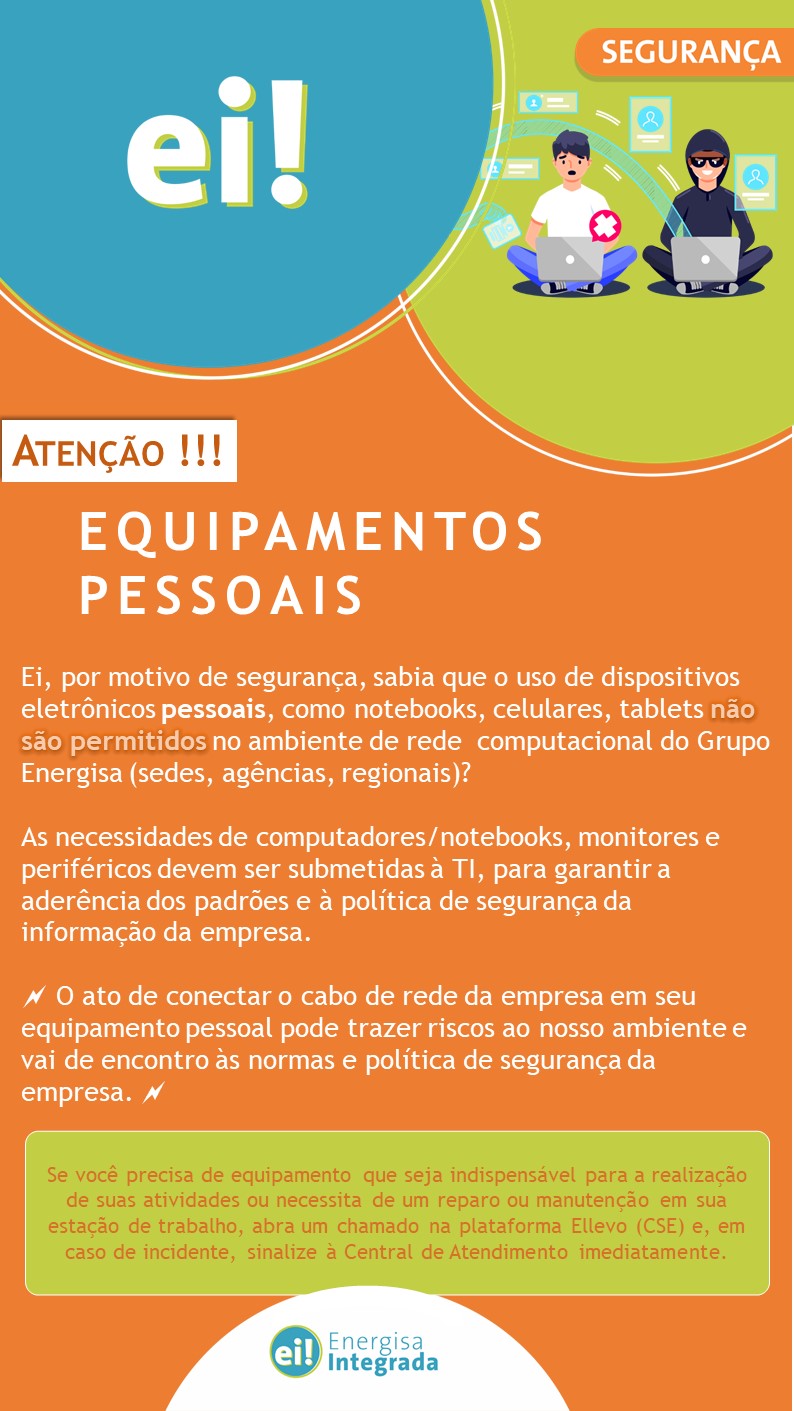 ei!
SEGURANÇA
ATENÇÃO !!!
EQUIPAMENTOS
PESSOAIS
Ei, por motivo de segurança, sabia que o uso de dispositivos
eletrônicos pessoais, como notebooks, celulares, tablets não
são permitidos no ambiente de rede computacional do Grupo
Energisa (sedes, agências, regionais)?
As necessidades de computadores/notebooks, monitores e
periféricos devem ser submetidas à TI, para garantir a
aderência dos padrões e à política de segurança da
informação da empresa.
O ato de conectar o cabo de rede da empresa em seu
equipamento pessoal pode trazer riscos ao nosso ambiente e
vai de encontro às normas e política de segurança da
empresa.
Se você precisa de equipamento que seja indispensável para a realização
de suas atividades ou necessita de um reparo ou manutenção em sua
estação de trabalho, abra um chamado na plataforma Ellevo (CSE) e, em
caso de incidente, sinalize à Central de Atendimento imediatamente.
ei! Energisa
Integrada